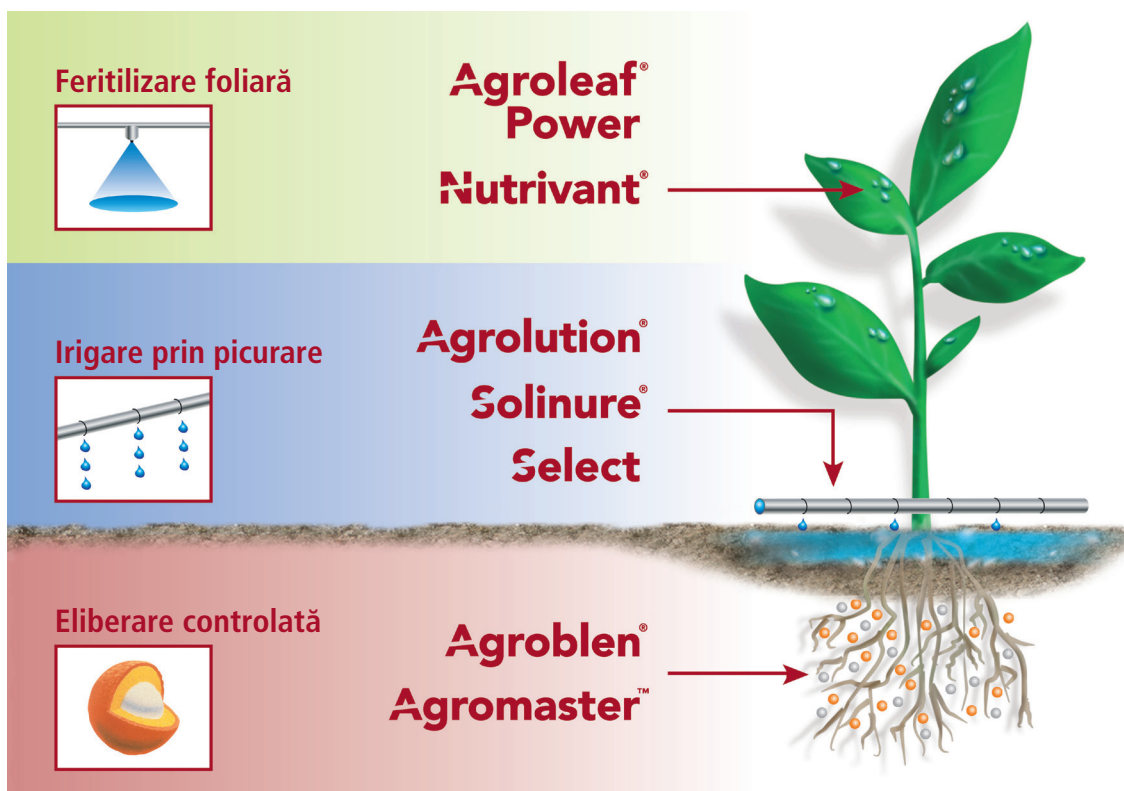 Feritilizare foliară
Agroleaf®
Power
Nutrivant®
Irigare prin picurare
Agrolution®
Solinure®
Select
Eliberare controlată
Agroblen®
Agromaster™